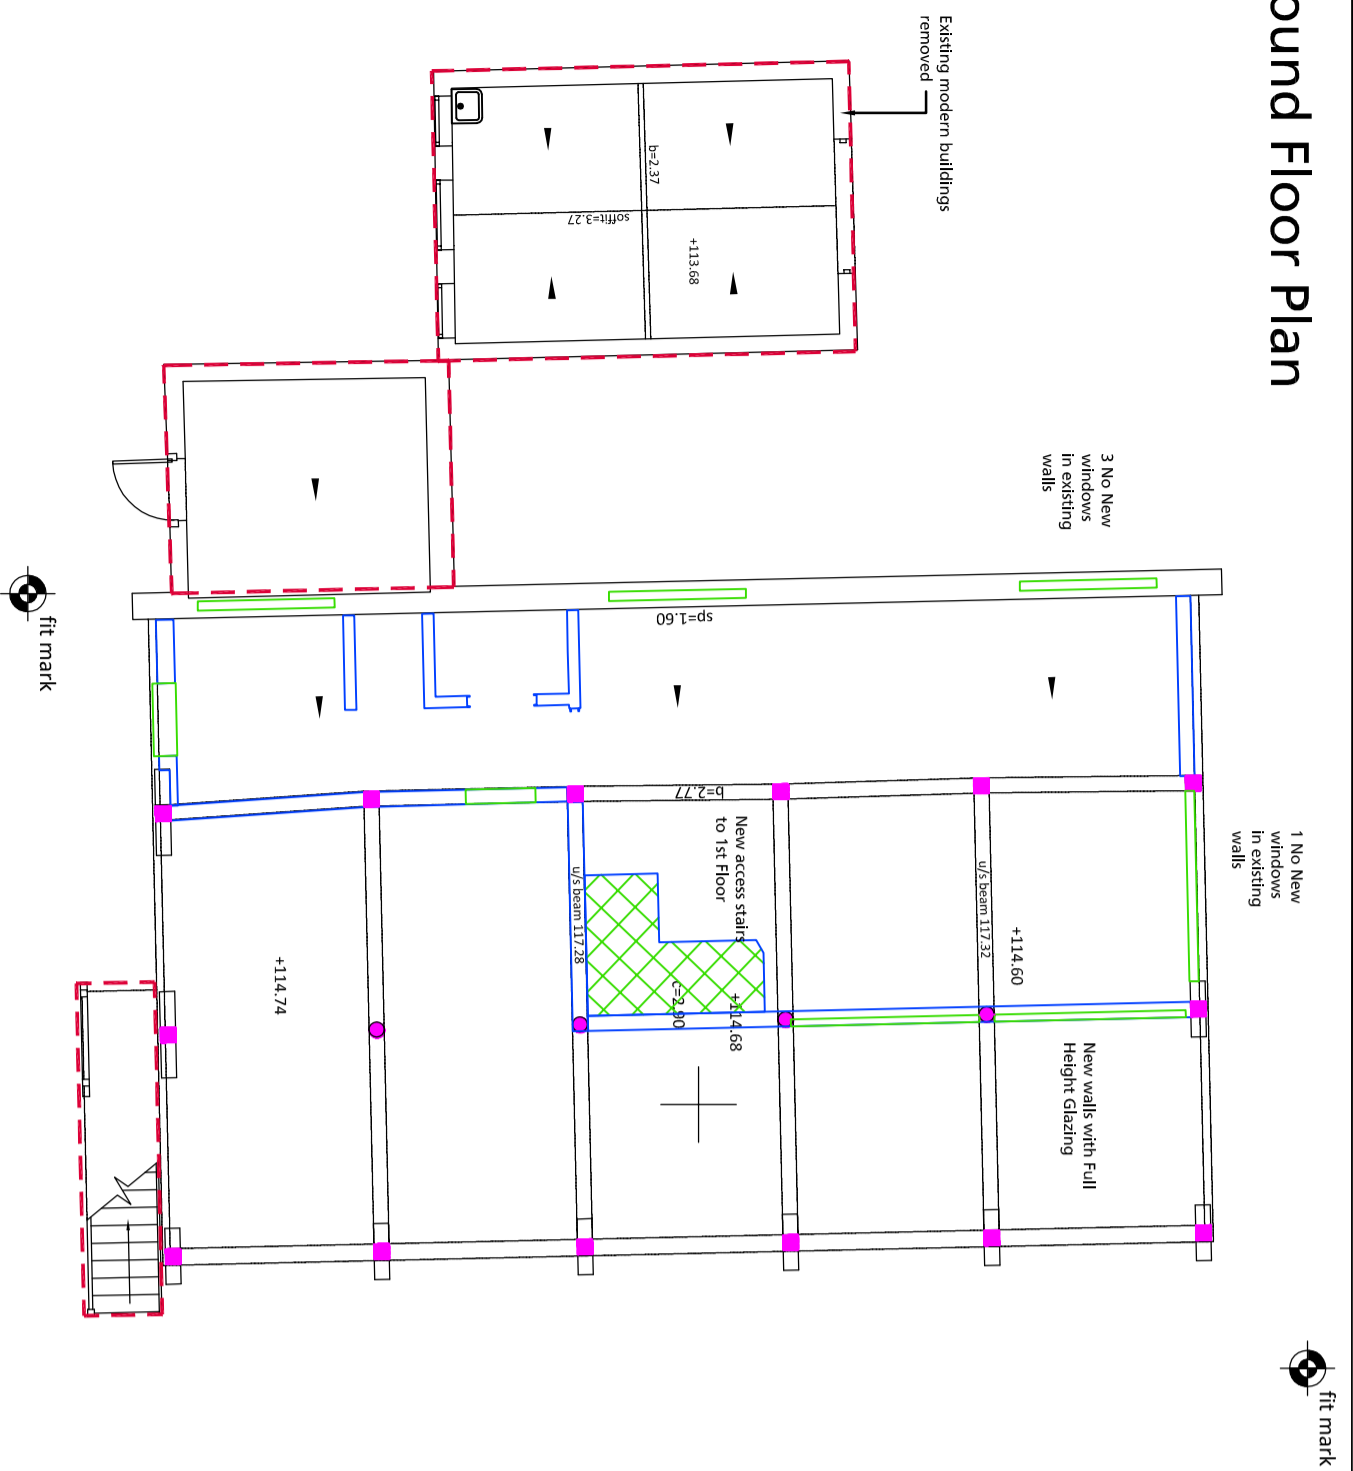 ound Floor Plan
Existing modern buildings
removed
b=2.37
soffit=3.27
+113.68
3 No New
windows
in existing
walls
fit mark
sp=1.60
1 No New
windows
in existing
walls
b=2.77
New access stairs
to 1st Floor
u/s beam 117.28
u/s beam 117.32
+114.60
+114.74
c=2.90
+114.68
New walls with Full
Height Glazing
fit mark